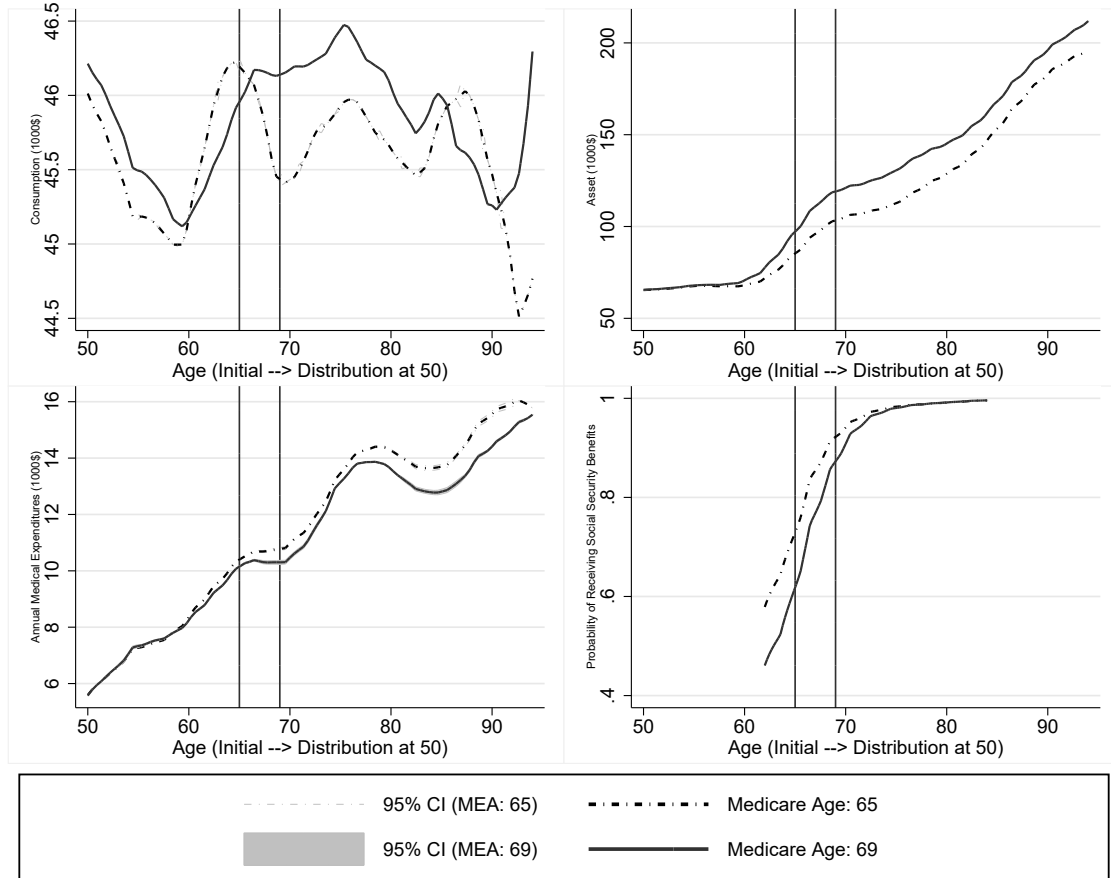 Consumption (1000$)
44.5 45 45.5 46 46.5
50 60 70 80 90
Age (Initial --> Distribution at 50)
Asset (1000$)
50 100 150 200
50 60 70 80 90
Age (Initial --> Distribution at 50)
Annual Medical Expenditures (1000$)
6 8 10 12 14 16
50 60 70 80 90
Age (Initial --> Distribution at 50)
Probability of Receiving Social Security Benefits
.4 .6 .8 1
50 60 70 80 90
Age (Initial --> Distribution at 50)
95% CI (MEA: 65) Medicare Age: 65
95% CI (MEA: 69) Medicare Age: 69